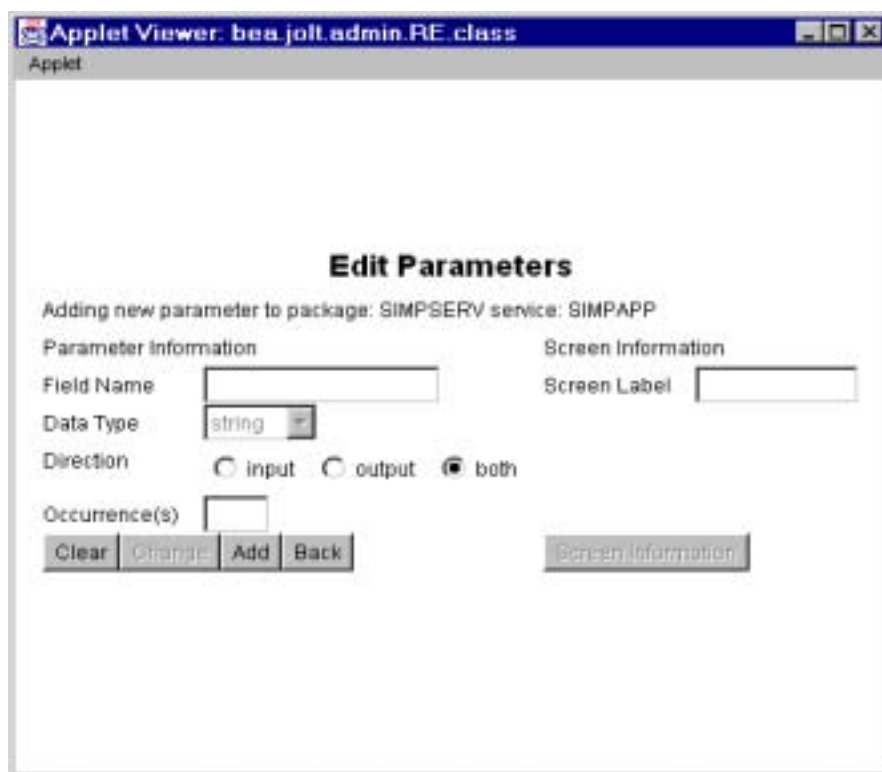 Applet Viewer: bea.jolt.admin.RE.class
Applet
Edit Parameters
Adding new parameter to package: SIMPSERV service: SIMPAPP
Parameter Information Screen Information
Field Name Screen Label
Data Type string
Direction input output both
Occurrence(s)
Clear Change Add Back Screen Information